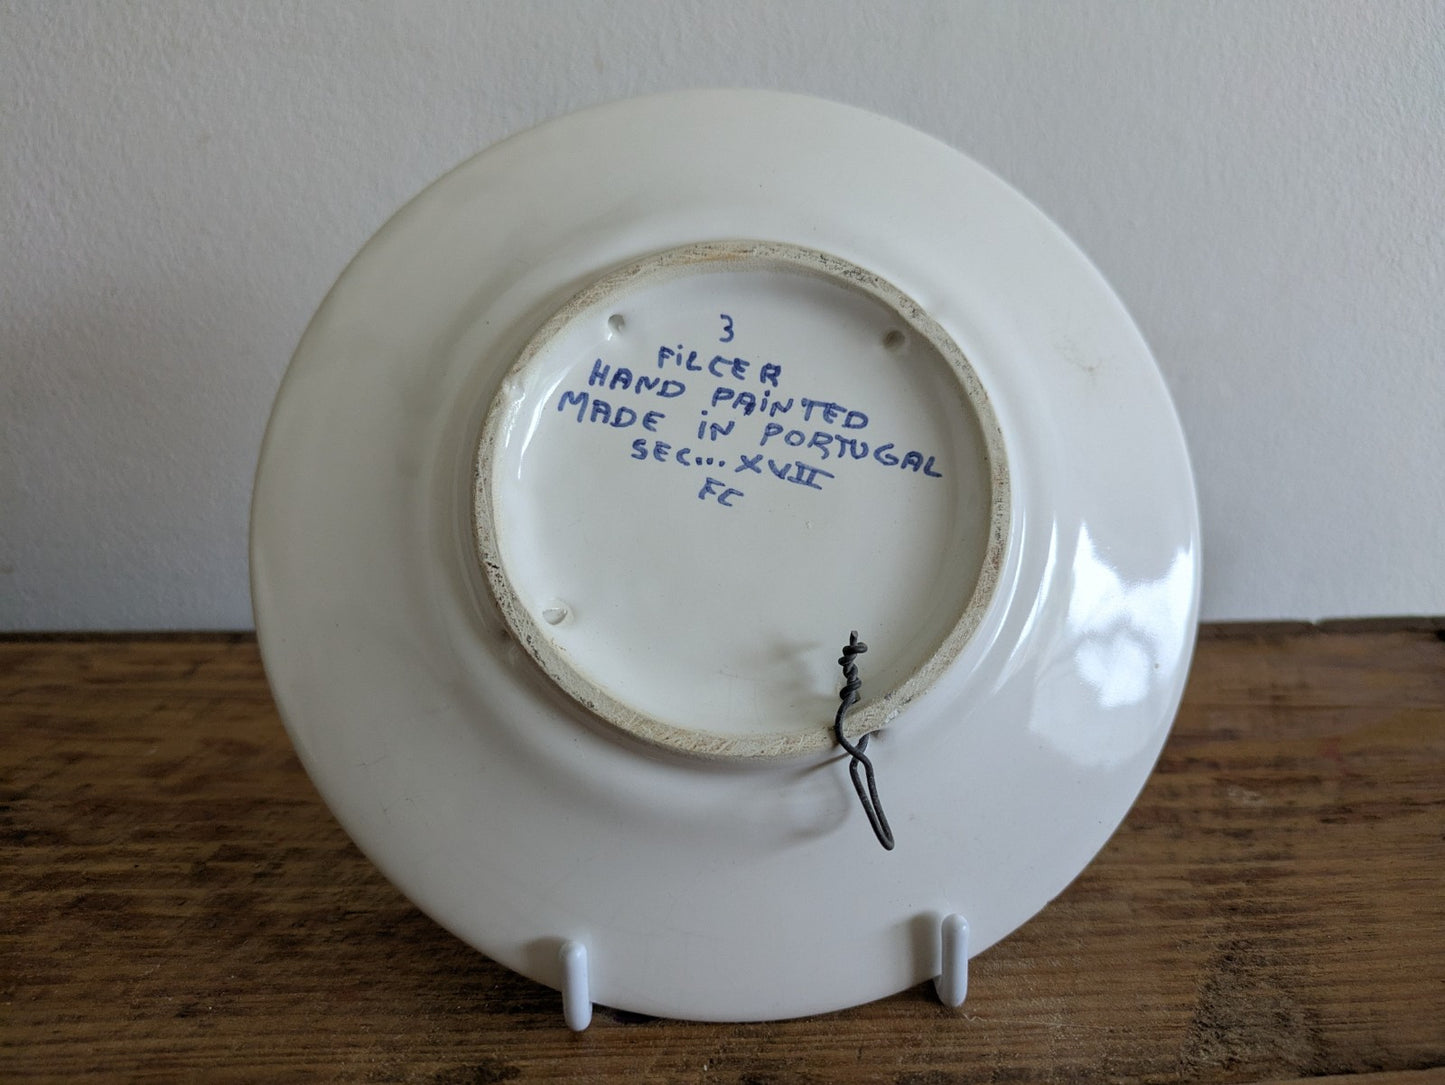 3
FiLCER
HAND PAiNTED
MADE iN PORTUGAL
SEC... XVII
FC